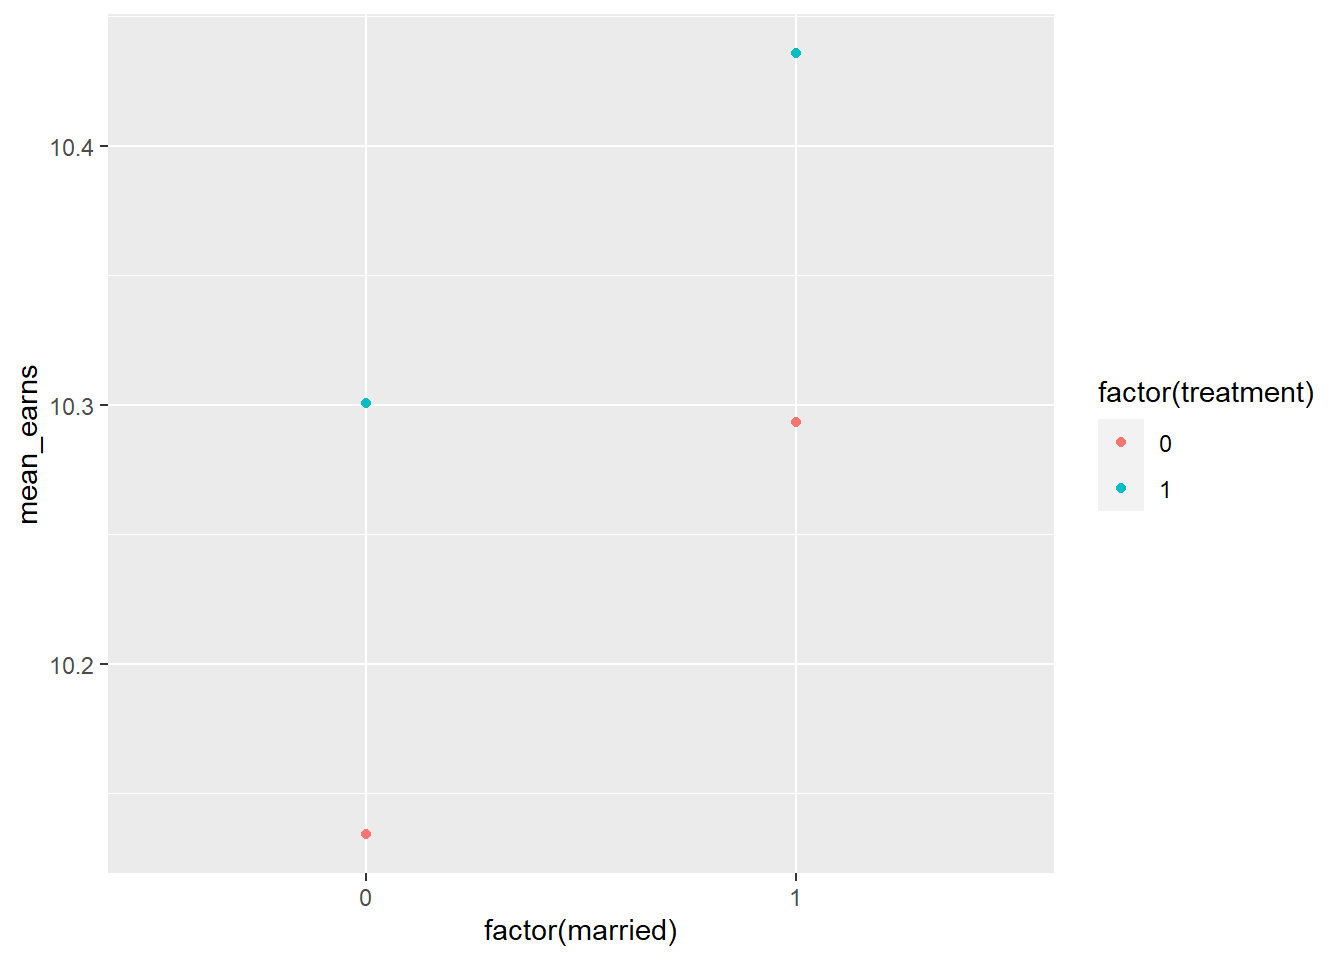 mean_earns
10.4
10.3
10.2
0
1
factor(married)
factor(treatment)
0
1